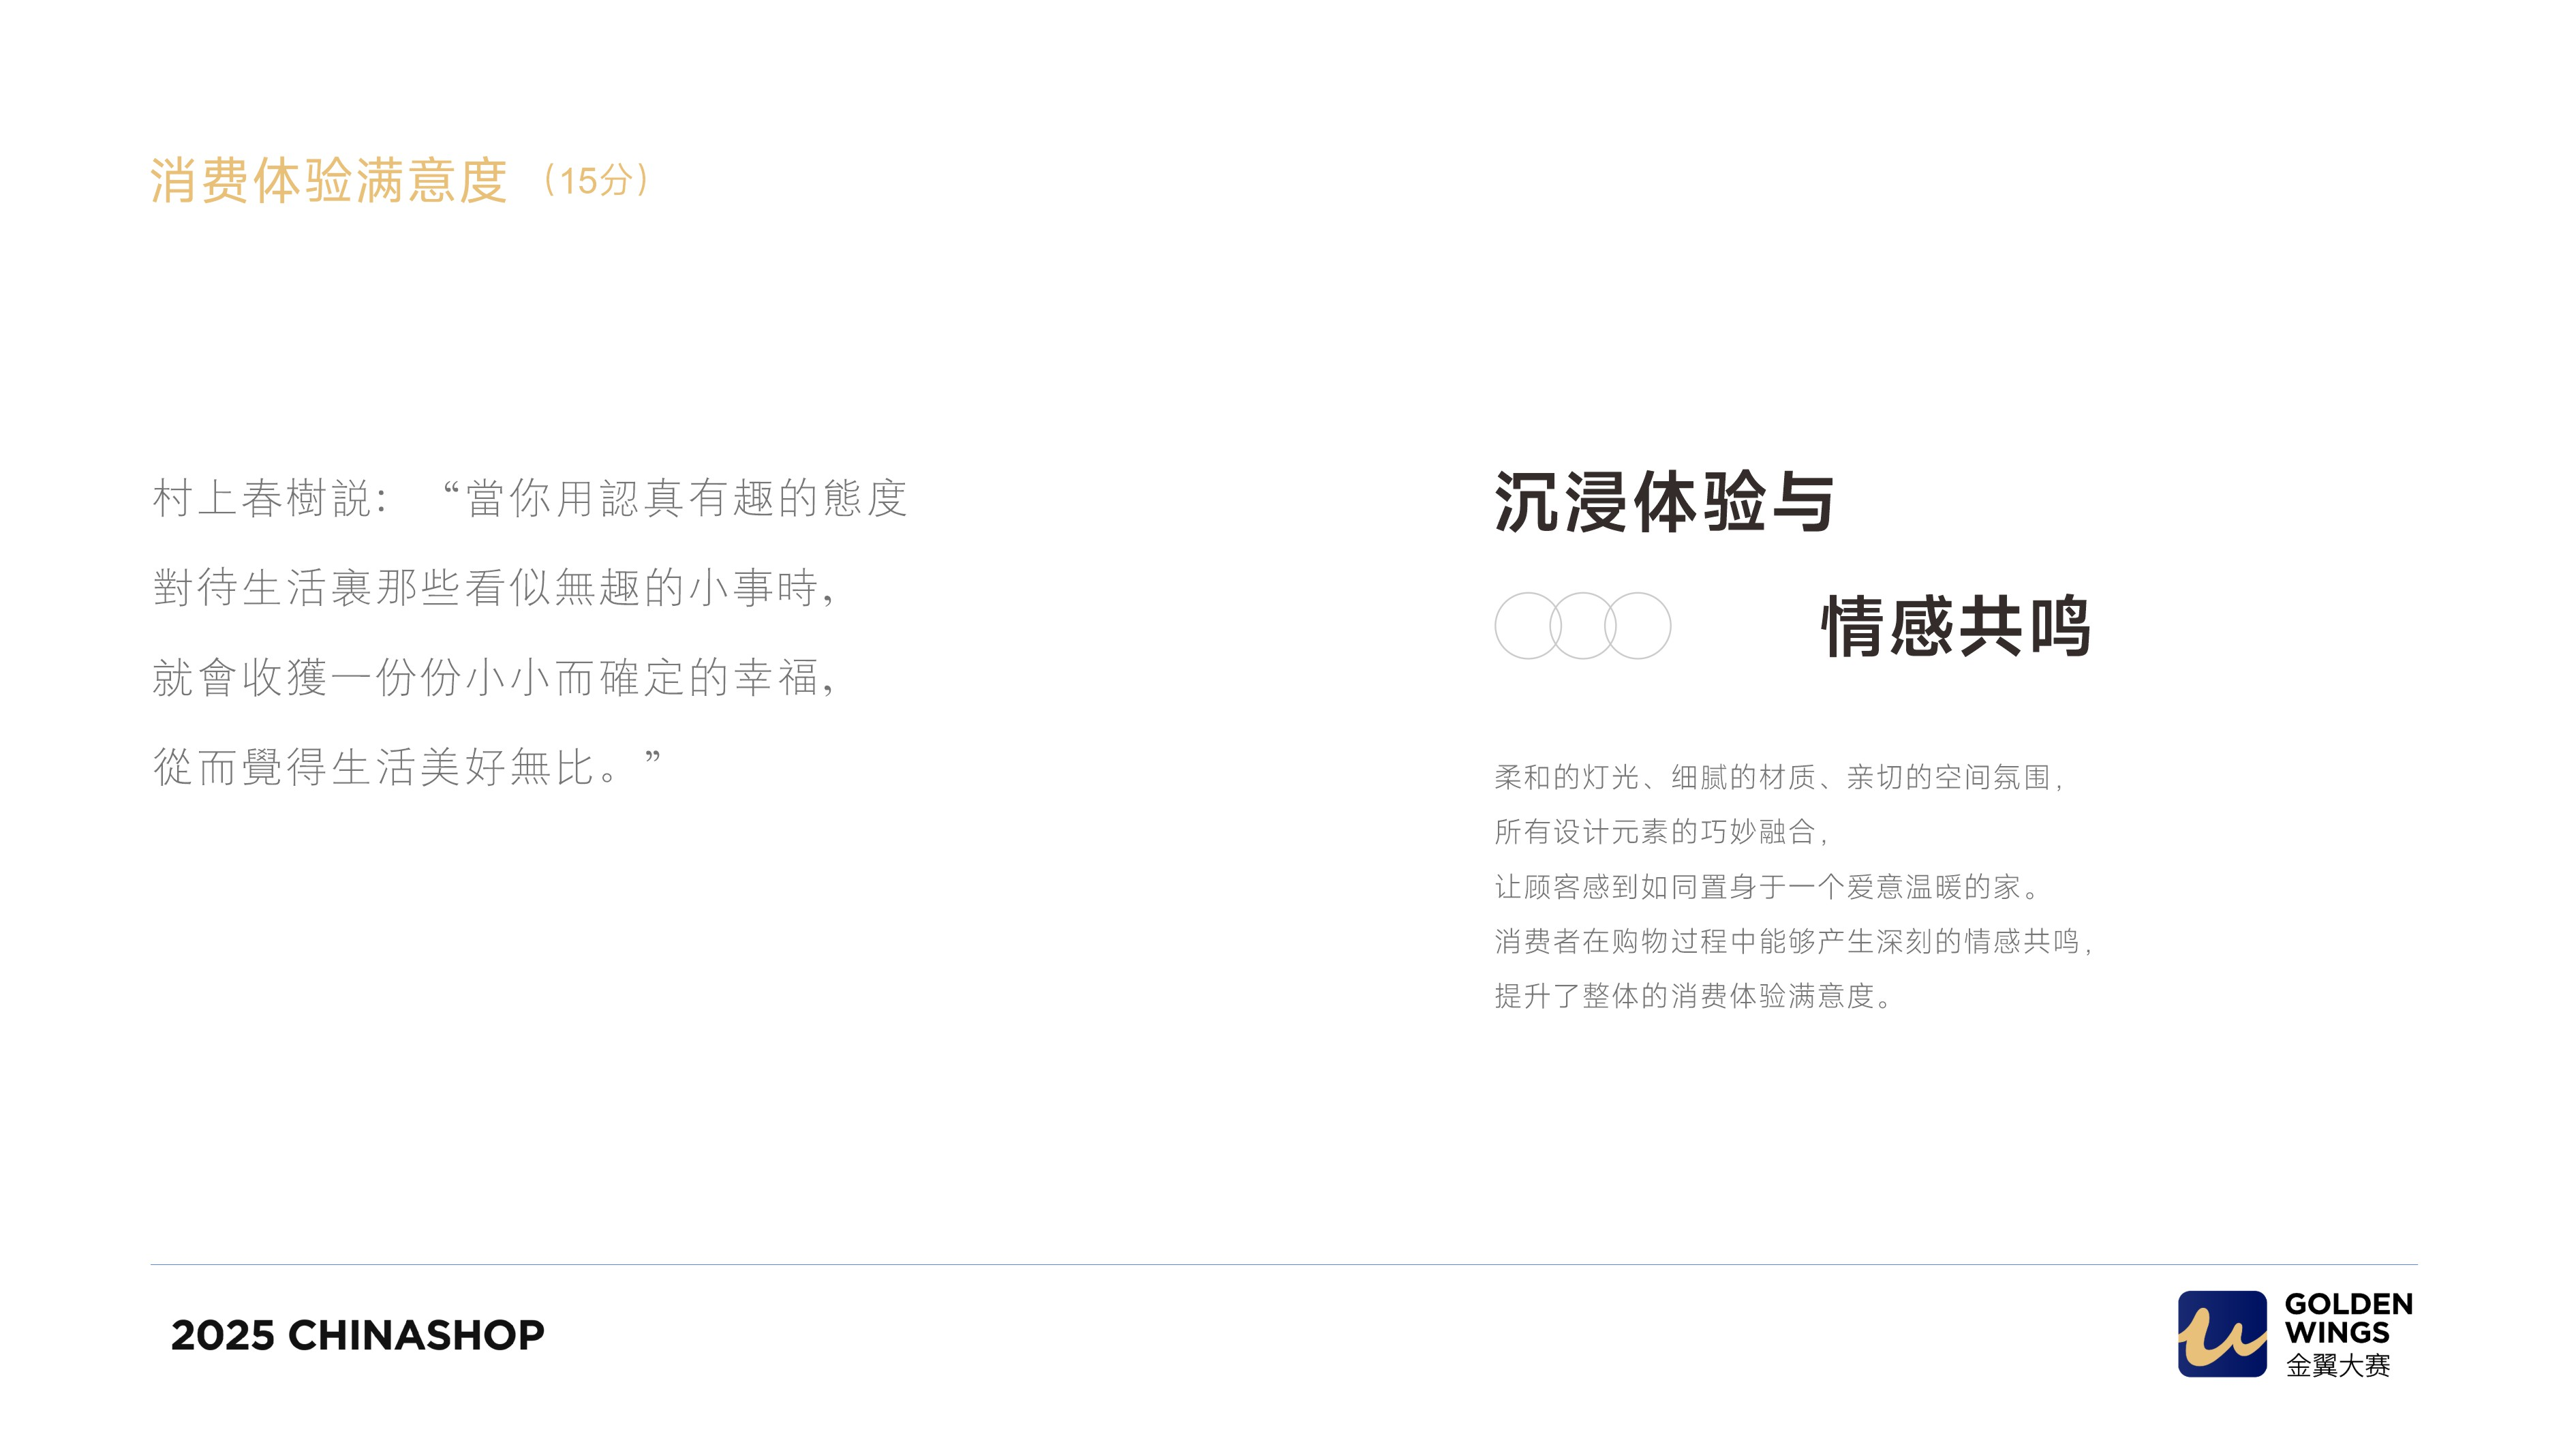 消费体验满意度（15分）
村上春樹説：“當你用認真有趣的態度
對待生活裏那些看似無趣的小事時，
就會收獲一份份小小而確定的幸福，
從而覺得生活美好無比。”
沉浸体验与
情感共鸣
柔和的灯光、细腻的材质、亲切的空间氛围，
所有设计元素的巧妙融合，
让顾客感到如同置身于一个爱意温暖的家。
消费者在购物过程中能够产生深刻的情感共鸣，
提升了整体的消费体验满意度。
2025 CHINASHOP
GOLDEN
WINGS
金翼大赛